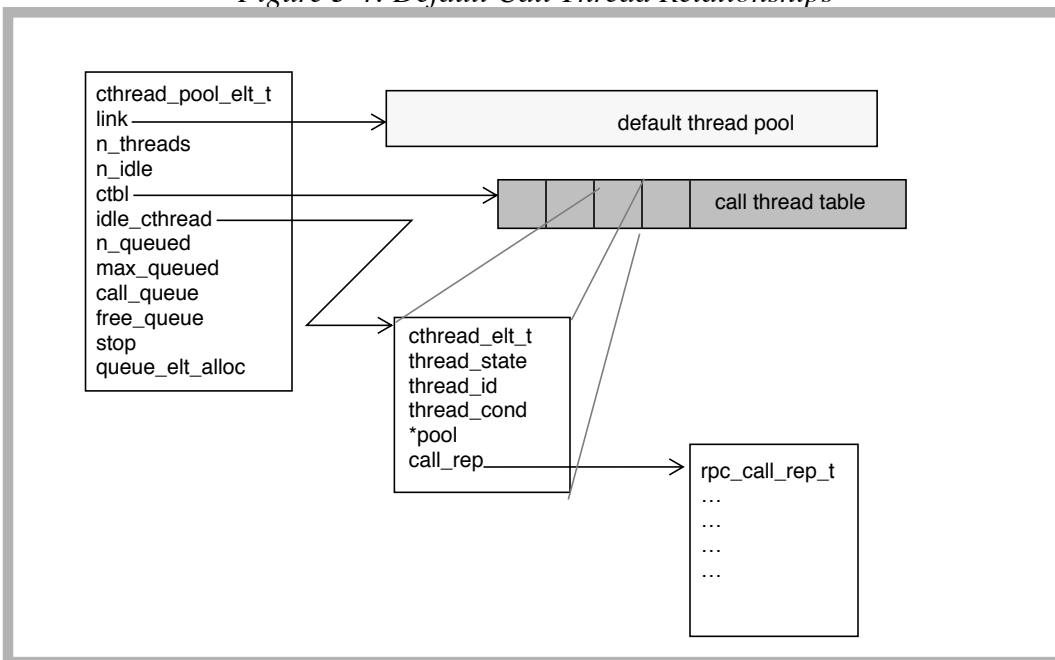 Figure 3-4. Default Call Thread Relationships
cthread_pool_elt_t
link
n_threads
n_idle
ctbl
idle_cthread
n_queued
max_queued
call_queue
free_queue
stop
queue_elt_alloc
default thread pool
call thread table
cthread_elt_t
thread_state
thread_id
thread_cond
*pool
call_rep
rpc_call_rep_t
…
…
…
…